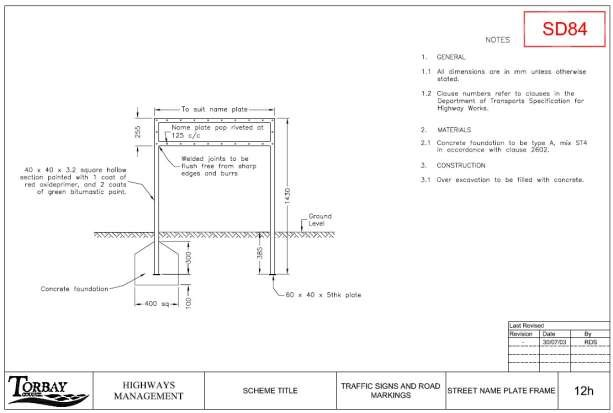 SD84
NOTES
1. GENERAL
1.1 All dimensions are in mm unless otherwise
stated.
1.2 Clause numbers refer to clauses in the
Department of Transports Specification for
Highway Works.
2. MATERIALS
2.1 Concrete foundation to be type A, mix ST4
in accordance with clause 2602.
3. CONSTRUCTION
3.1 Over excavation to be filled with concrete.
To suit name plate
255
Name plate pop riveted at
125 c/c
Welded joints to be
flush free from sharp
edges and burrs
40 x 40 x 3.2 square hollow
section painted with 1 coat of
red oxideprimer, and 2 coats
of green bitumastic paint.
1430
Ground
Level
300
385
Concrete foundation
400 sq
100
60 x 40 x 5thk plate
Last Revised
Revision Date By
- 30/07/03 RDS
TORBAY
COUNCIL
HIGHWAYS
MANAGEMENT
SCHEME TITLE
TRAFFIC SIGNS AND ROAD
MARKINGS
STREET NAME PLATE FRAME
12h